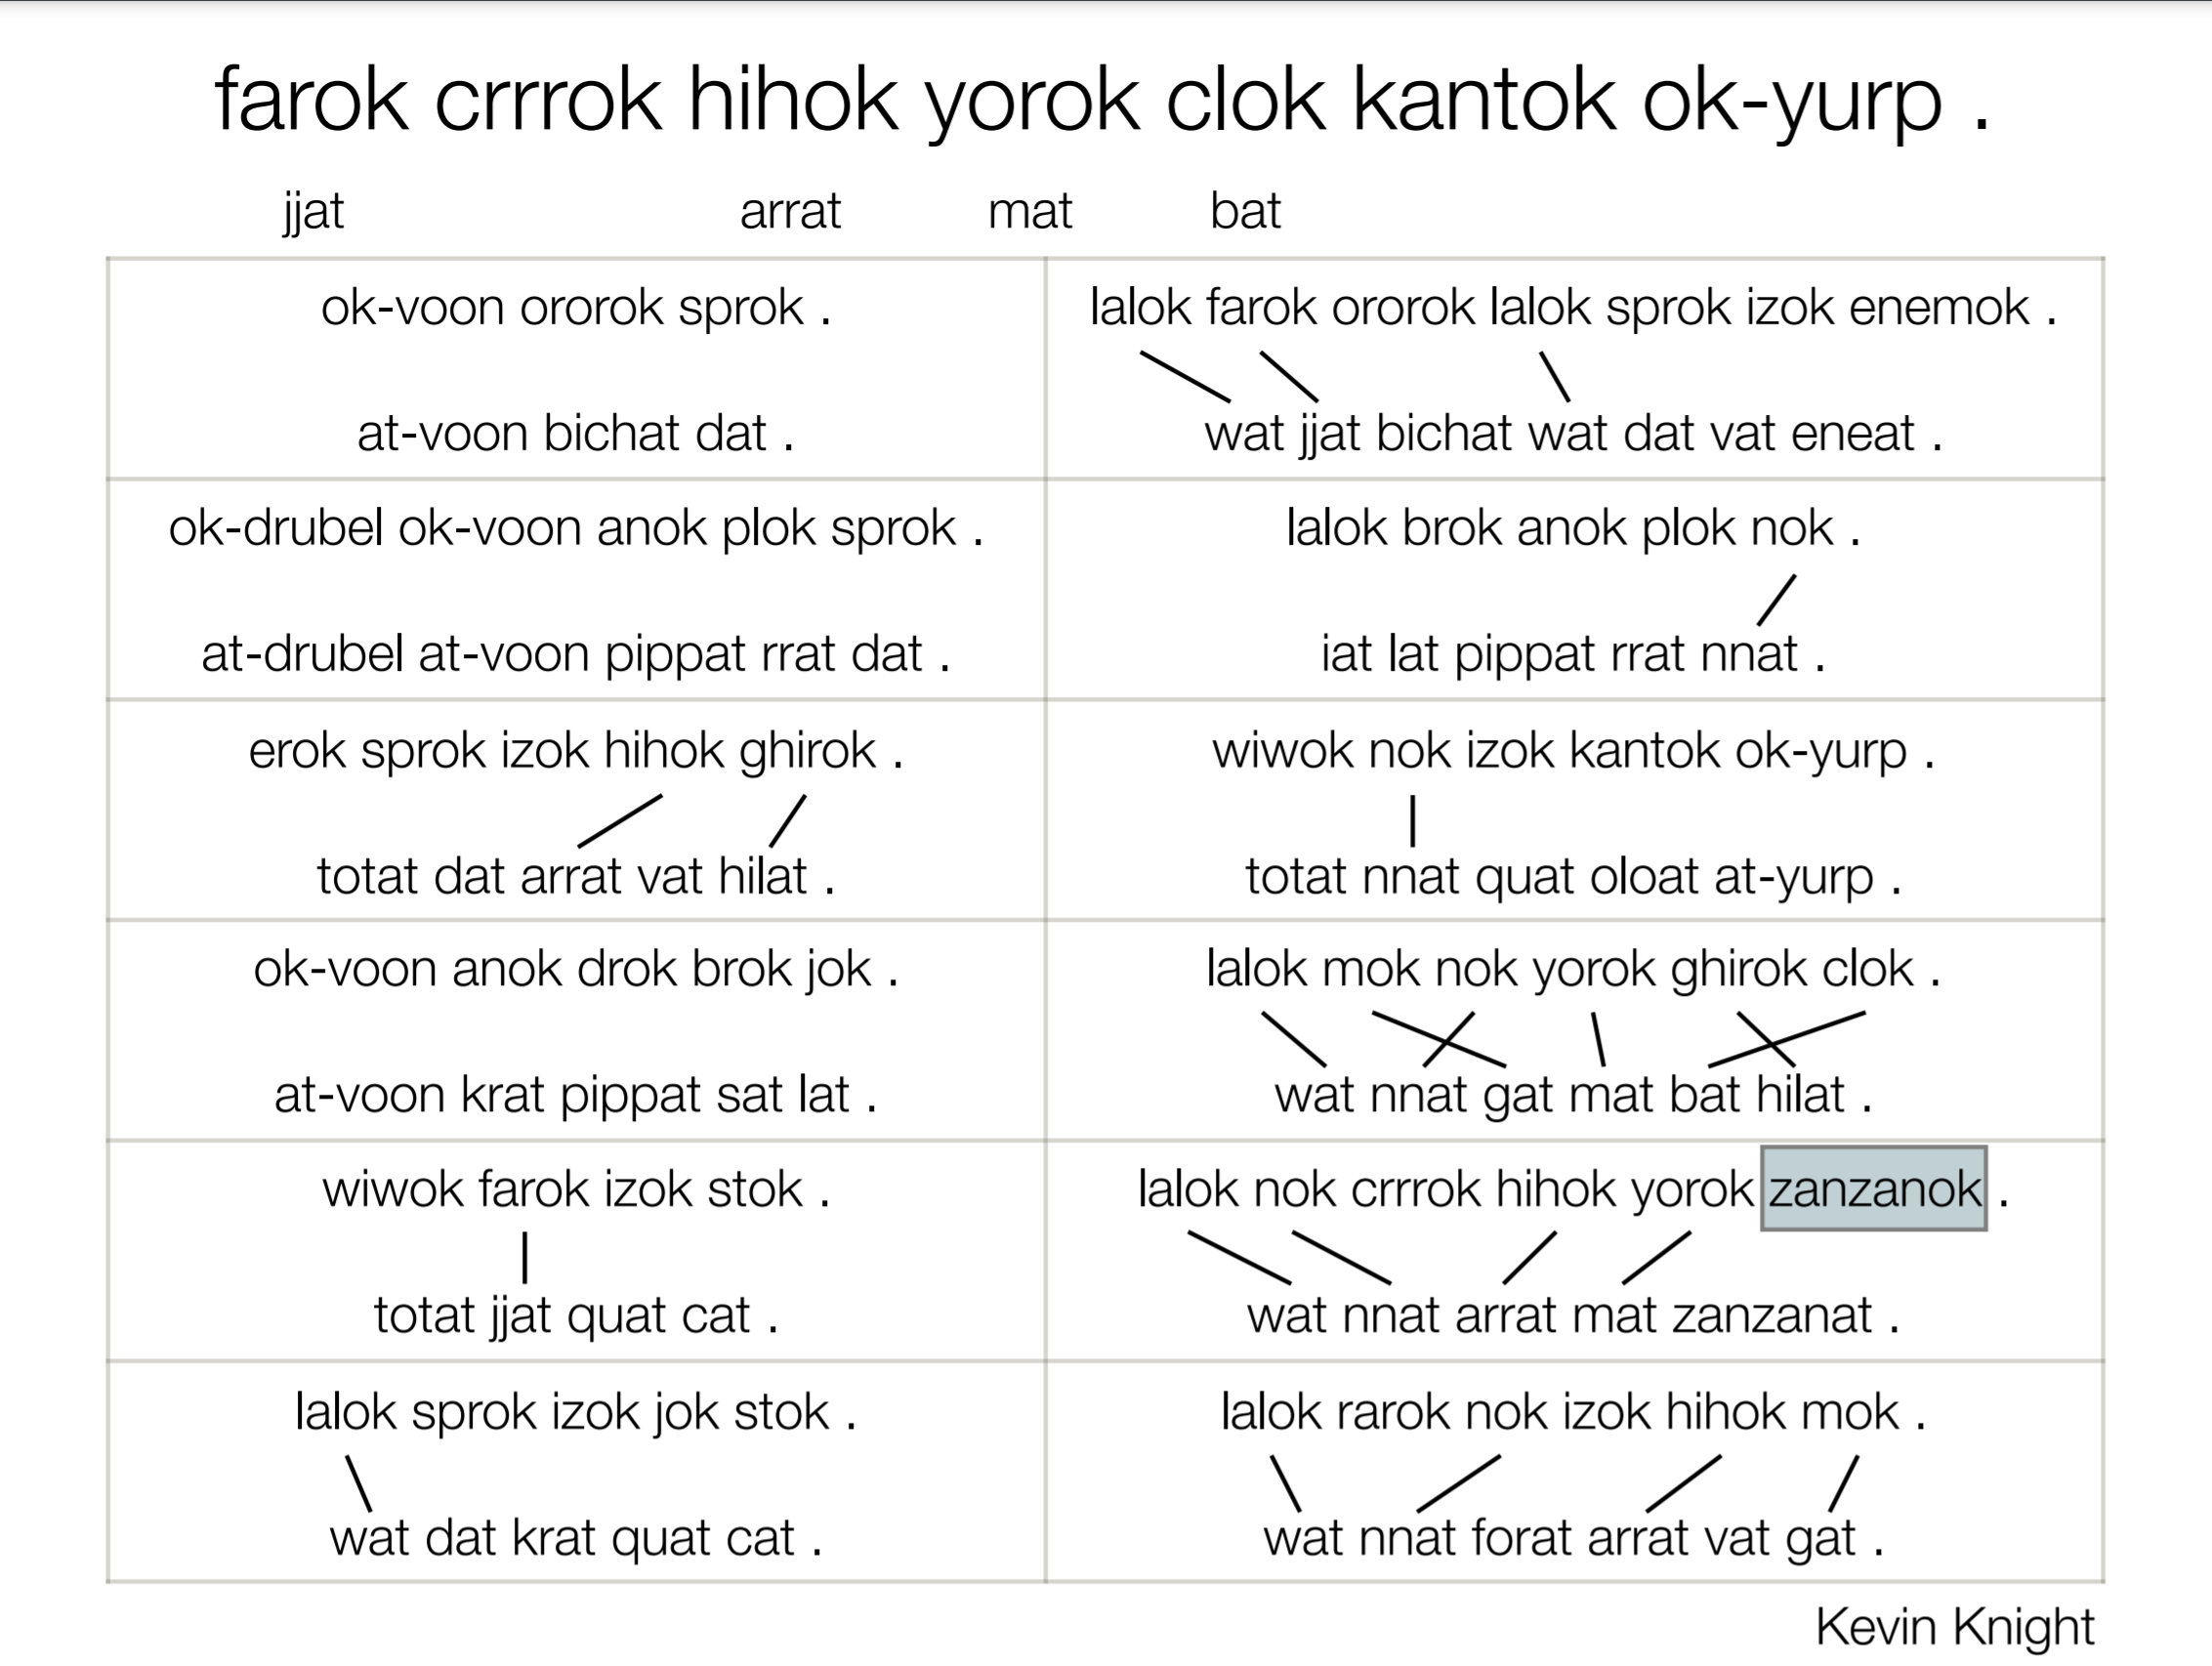 farok crrrok hihok yorok clok kantok ok-yurp .
jjat arrat mat bat
ok-voon ororok sprok .
at-voon bichat dat .
lalok farok ororok lalok sprok izok enemok .
wat jjat bichat wat dat vat eneat .
ok-drubel ok-voon anok plok sprok .
at-drubel at-voon pippat rrat dat .
lalok brok anok plok nok .
iat lat pippat rrat nnat .
erok sprok izok hihok ghirok .
totat dat arrat vat hilat .
wiwok nok izok kantok ok-yurp .
totat nnat quat oloat at-yurp .
ok-voon anok drok brok jok .
at-voon krat pippat sat lat .
lalok mok nok yorok ghirok clok .
wat nnat gat mat bat hilat .
wiwok farok izok stok .
totat jjat quat cat .
lalok nok crrrok hihok yorok zanzanok .
wat nnat arrat mat zanzanat .
lalok sprok izok jok stok .
wat dat krat quat cat .
lalok rarok nok izok hihok mok .
wat nnat forat arrat vat gat .
Kevin Knight